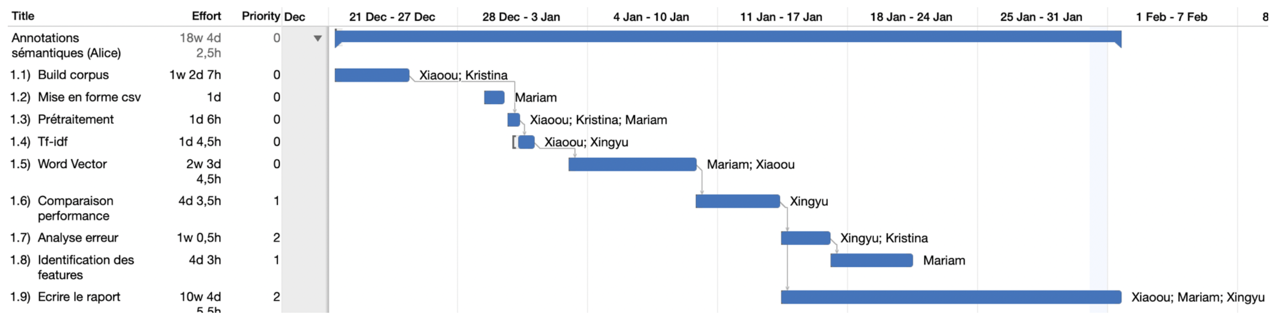 Title Effort Priority Dec 21 Dec - 27 Dec 28 Dec - 3 Jan 4 Jan - 10 Jan 11 Jan - 17 Jan 18 Jan - 24 Jan 25 Jan - 31 Jan 1 Feb - 7 Feb 8
Annotations 18w 4d 0
sémantiques (Alice) 2,5h
1.1) Build corpus 1w 2d 7h 0 Xiaoou; Kristina
1.2) Mise en forme csv 1d 0 Mariam
1.3) Prétraitement 1d 6h 0 Xiaoou; Kristina; Mariam
1.4) Tf-idf 1d 4,5h 0 Xiaoou; Xingyu
1.5) Word Vector 2w 3d 0 Mariam; Xiaoou
4,5h
1.6) Comparaison 4d 3,5h 1 Xingyu
performance
1.7) Analyse erreur 1w 0,5h 2 Xingyu; Kristina
1.8) Identification des 4d 3h 1 Mariam
features
1.9) Ecrire le raport 10w 4d 2 Xiaoou; Mariam; Xingyu
5,5h